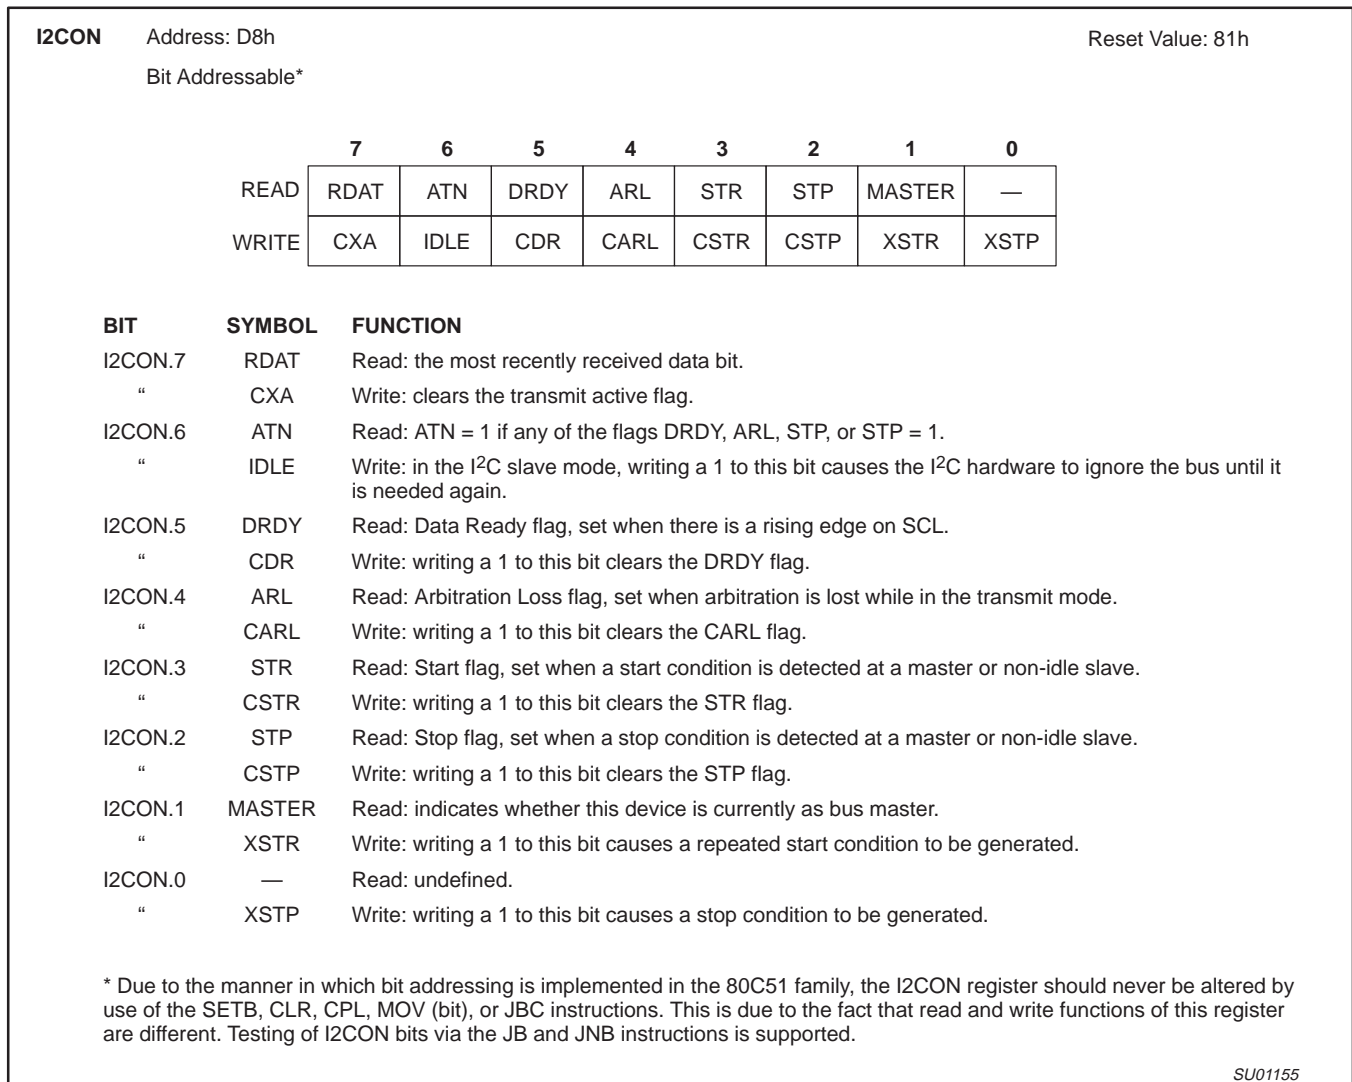 I2CON Address: D8h Reset Value: 81h
Bit Addressable*
7 6 5 4 3 2 1 0
READ RDAT ATN DRDY ARL STR STP MASTER —
WRITE CXA IDLE CDR CARL CSTR CSTP XSTR XSTP
BIT SYMBOL FUNCTION
I2CON.7 RDAT Read: the most recently received data bit.
“ CXA Write: clears the transmit active flag.
I2CON.6 ATN Read: ATN = 1 if any of the flags DRDY, ARL, STP, or STP = 1.
“ IDLE Write: in the I2C slave mode, writing a 1 to this bit causes the I2C hardware to ignore the bus until it
is needed again.
I2CON.5 DRDY Read: Data Ready flag, set when there is a rising edge on SCL.
“ CDR Write: writing a 1 to this bit clears the DRDY flag.
I2CON.4 ARL Read: Arbitration Loss flag, set when arbitration is lost while in the transmit mode.
“ CARL Write: writing a 1 to this bit clears the CARL flag.
I2CON.3 STR Read: Start flag, set when a start condition is detected at a master or non-idle slave.
“ CSTR Write: writing a 1 to this bit clears the STR flag.
I2CON.2 STP Read: Stop flag, set when a stop condition is detected at a master or non-idle slave.
“ CSTP Write: writing a 1 to this bit clears the STP flag.
I2CON.1 MASTER Read: indicates whether this device is currently as bus master.
“ XSTR Write: writing a 1 to this bit causes a repeated start condition to be generated.
I2CON.0 — Read: undefined.
“ XSTP Write: writing a 1 to this bit causes a stop condition to be generated.
* Due to the manner in which bit addressing is implemented in the 80C51 family, the I2CON register should never be altered by
use of the SETB, CLR, CPL, MOV (bit), or JBC instructions. This is due to the fact that read and write functions of this register
are different. Testing of I2CON bits via the JB and JNB instructions is supported.
SU01155